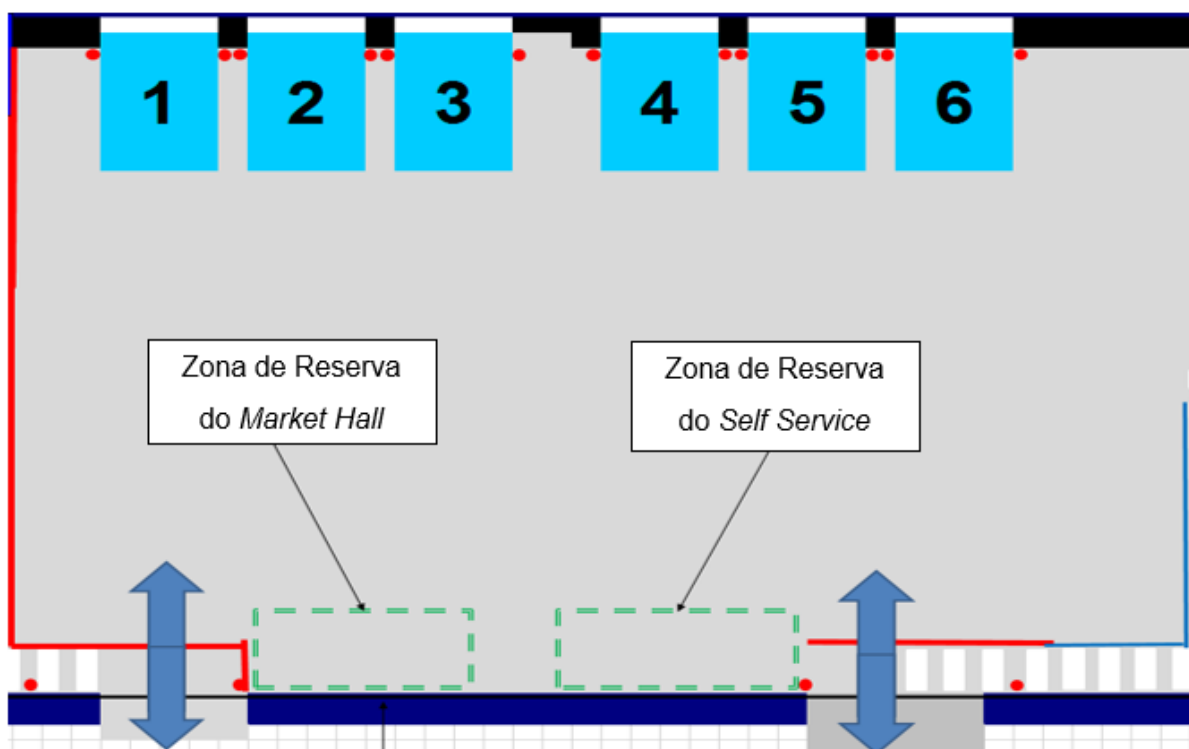 1 2 3 4 5 6
Zona de Reserva
do Market Hall
Zona de Reserva
do Self Service